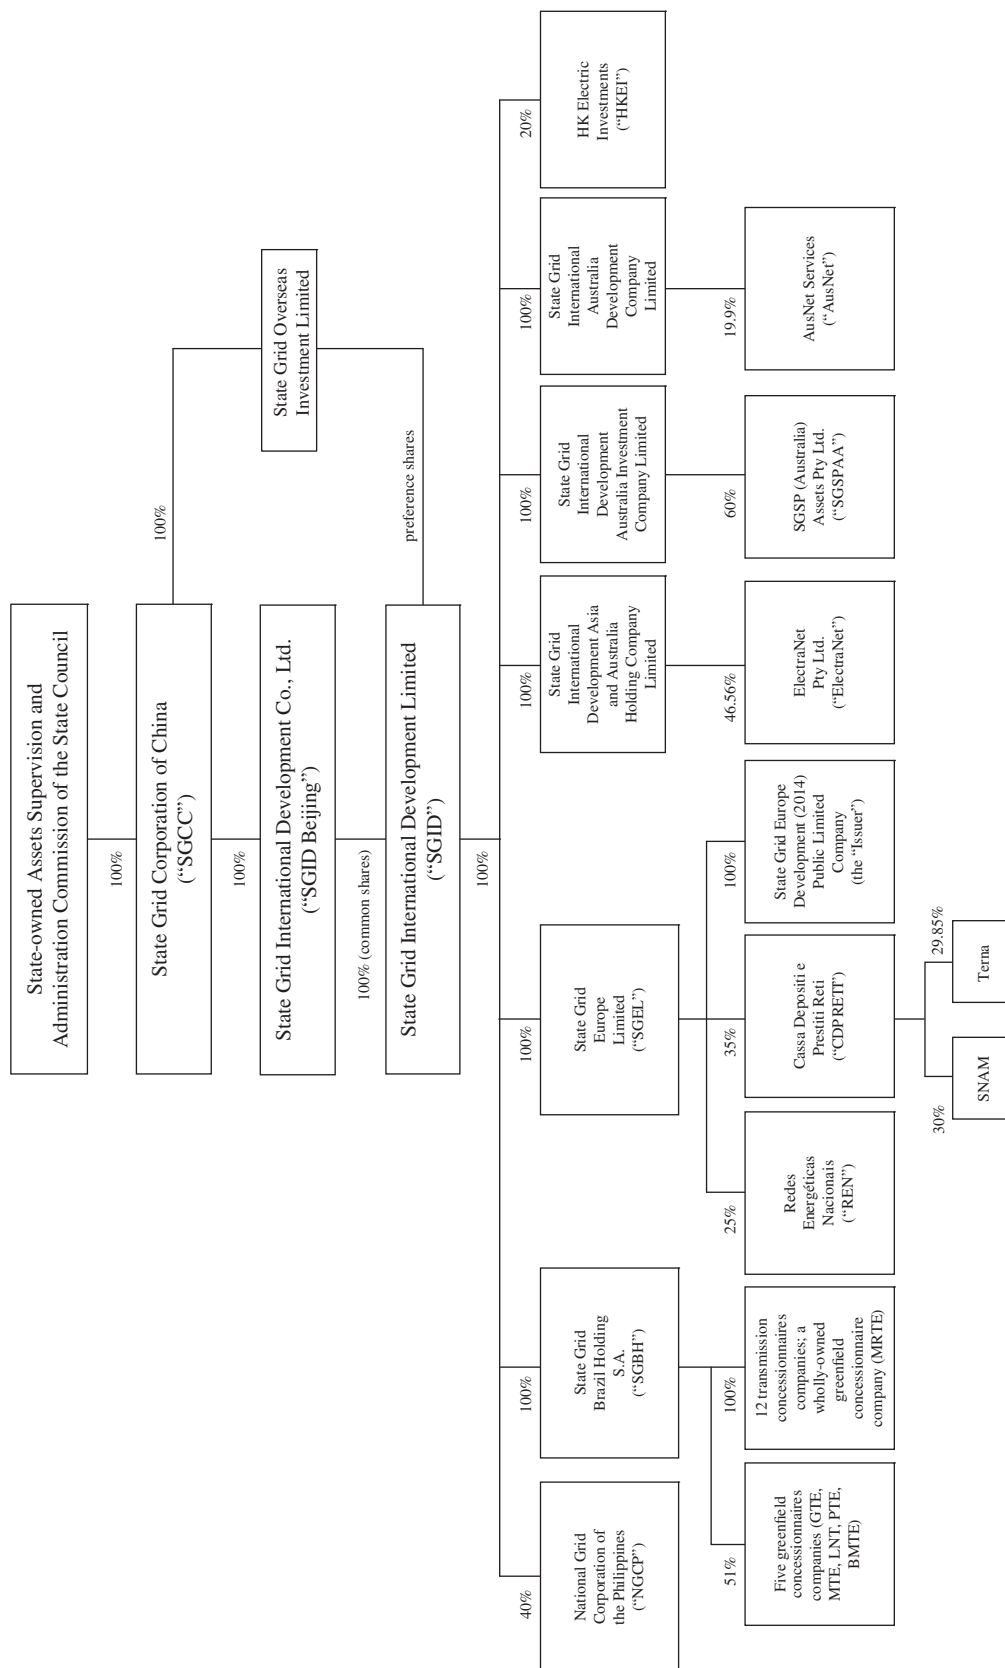 State-owned Assets Supervision and
Administration Commission of the State Council
100%
State Grid Corporation of China
(“SGCC”)
100%
100%
State Grid Overseas
Investment Limited
State Grid International Development Co., Ltd.
(“SGID Beijing”)
100% (common shares)
preference shares
State Grid International Development Limited
(“SGID”)
100%
40%
National Grid
Corporation of
the Philippines
(“NGCP”)
100%
State Grid
Brazil Holding
S.A.
(“SGBH”)
100%
State Grid
Europe
Limited
(“SGEL”)
100%
State Grid
International
Development Asia
and Australia
Holding Company
Limited
100%
State Grid
International
Development
Australia Investment
Company Limited
100%
State Grid
International
Australia
Development
Company
Limited
20%
HK Electric
Investments
(“HKEI”)
51%
Five greenfield
concessionnaires
companies (GTE,
MTE, LNT, PTE,
BMTE)
100%
12 transmission
concessionnaires
companies; a
wholly-owned
greenfield
concessionnaire
company (MRTE)
25%
Redes
Energéticas
Nacionais
(“REN”)
35%
Cassa Depositi e
Prestiti Reti
(“CDPRETI”)
100%
State Grid Europe
Development (2014)
Public Limited
Company
(the “Issuer”)
46.56%
ElectraNet
Pty Ltd.
(“ElectraNet”)
60%
SGSP (Australia)
Assets Pty Ltd.
(“SGSPAA”)
19.9%
AusNet Services
(“AusNet”)
30%
SNAM
29.85%
Terna